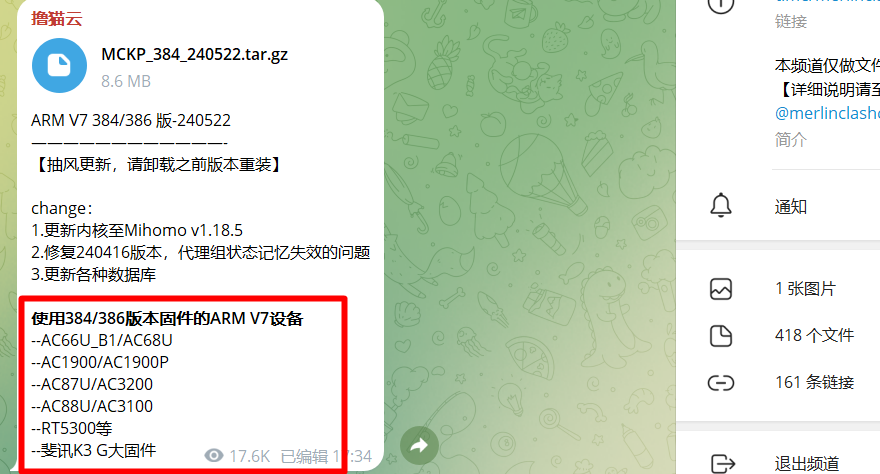 撸猫云
MCKP_384_240522.tar.gz
8.6 MB
ARM V7 384/386 版-240522
————————————-
【抽风更新，请卸载之前版本重装】
change：
1.更新内核至Mihomo v1.18.5
2.修复240416版本，代理组状态记忆失效的问题
3.更新各种数据库
使用384/386版本固件的ARM V7设备
--AC66U_B1/AC68U
--AC1900/AC1900P
--AC87U/AC3200
--AC88U/AC3100
--RT5300等
--斐讯K3 G大固件
17.6K 已编辑 17:34
链接
本频道仅做文件
【详细说明请至
@merlinclashc
简介
通知
1 张图片
418 个文件
161 条链接
退出频道